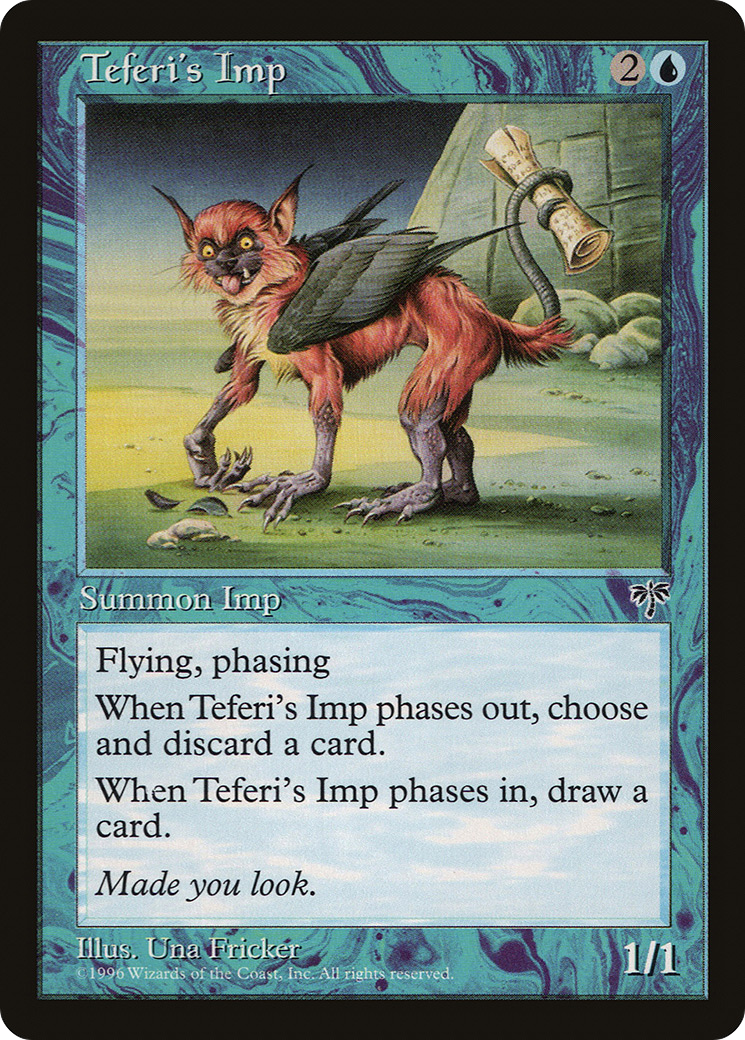 Teferi's Imp 2
Summon Imp
Flying, phasing
When Teferi's Imp phases out, choose
and discard a card.
When Teferi's Imp phases in, draw a
card.
Made you look.
Illus. Una Fricker
©1996 Wizards of the Coast, Inc. All rights reserved.
1/1